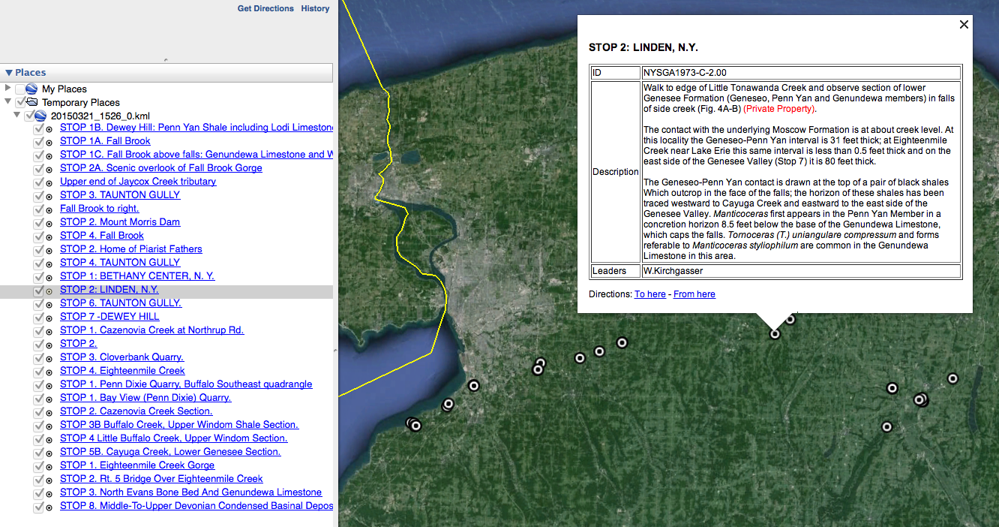 Get Directions History
Places
My Places
Temporary Places
20150321_1526_0.kml
STOP 1B. Dewey Hill: Penn Yan Shale including Lodi Limeston
STOP 1A. Fall Brook
STOP 1C. Fall Brook above falls: Genundewa Limestone and W
STOP 2A. Scenic overlook of Fall Brook Gorge
Upper end of Jaycox Creek tributary
STOP 3. TAUNTON GULLY
Fall Brook to right.
STOP 2. Mount Morris Dam
STOP 4. Fall Brook
STOP 2. Home of Piarist Fathers
STOP 4. TAUNTON GULLY
STOP 1: BETHANY CENTER, N. Y.
STOP 2: LINDEN, N.Y.
STOP 6. TAUNTON GULLY.
STOP 7 -DEWEY HILL
STOP 1. Cazenovia Creek at Northrup Rd.
STOP 2.
STOP 3. Cloverbank Quarry.
STOP 4. Eighteenmile Creek
STOP 1. Penn Dixie Quarry, Buffalo Southeast quadrangle
STOP 1. Bay View (Penn Dixie) Quarry.
STOP 2. Cazenovia Creek Section.
STOP 3B Buffalo Creek, Upper Windom Shale Section.
STOP 4 Little Buffalo Creek, Upper Windom Section.
STOP 5B. Cayuga Creek, Lower Genesee Section.
STOP 1. Eighteenmile Creek Gorge
STOP 2. Rt. 5 Bridge Over Eighteenmile Creek
STOP 3. North Evans Bone Bed And Genundewa Limestone
STOP 8. Middle-To-Upper Devonian Condensed Basinal Depos
STOP 2: LINDEN, N.Y.
ID NYSGA1973-C-2.00
Description
Walk to edge of Little Tonawanda Creek and observe section of lower
Genesee Formation (Geneseo, Penn Yan and Genundewa members) in falls
of side creek (Fig. 4A-B) (Private Property).
The contact with the underlying Moscow Formation is at about creek level. At
this locality the Geneseo-Penn Yan interval is 31 feet thick; at Eighteenmile
Creek near Lake Erie this same interval is less than 0.5 feet thick and on the
east side of the Genesee Valley (Stop 7) it is 80 feet thick.
The Geneseo-Penn Yan contact is drawn at the top of a pair of black shales
Which outcrop in the face of the falls; the horizon of these shales has been
traced westward to Cayuga Creek and eastward to the east side of the
Genesee Valley. Manticoceras first appears in the Penn Yan Member in a
concretion horizon 8.5 feet below the base of the Genundewa Limestone,
which caps the falls. Tornoceras (T.) uniangulare compressum and forms
referable to Manticoceras styliophilum are common in the Genundewa
Limestone in this area.
Leaders W.Kirchgasser
Directions: To here - From here